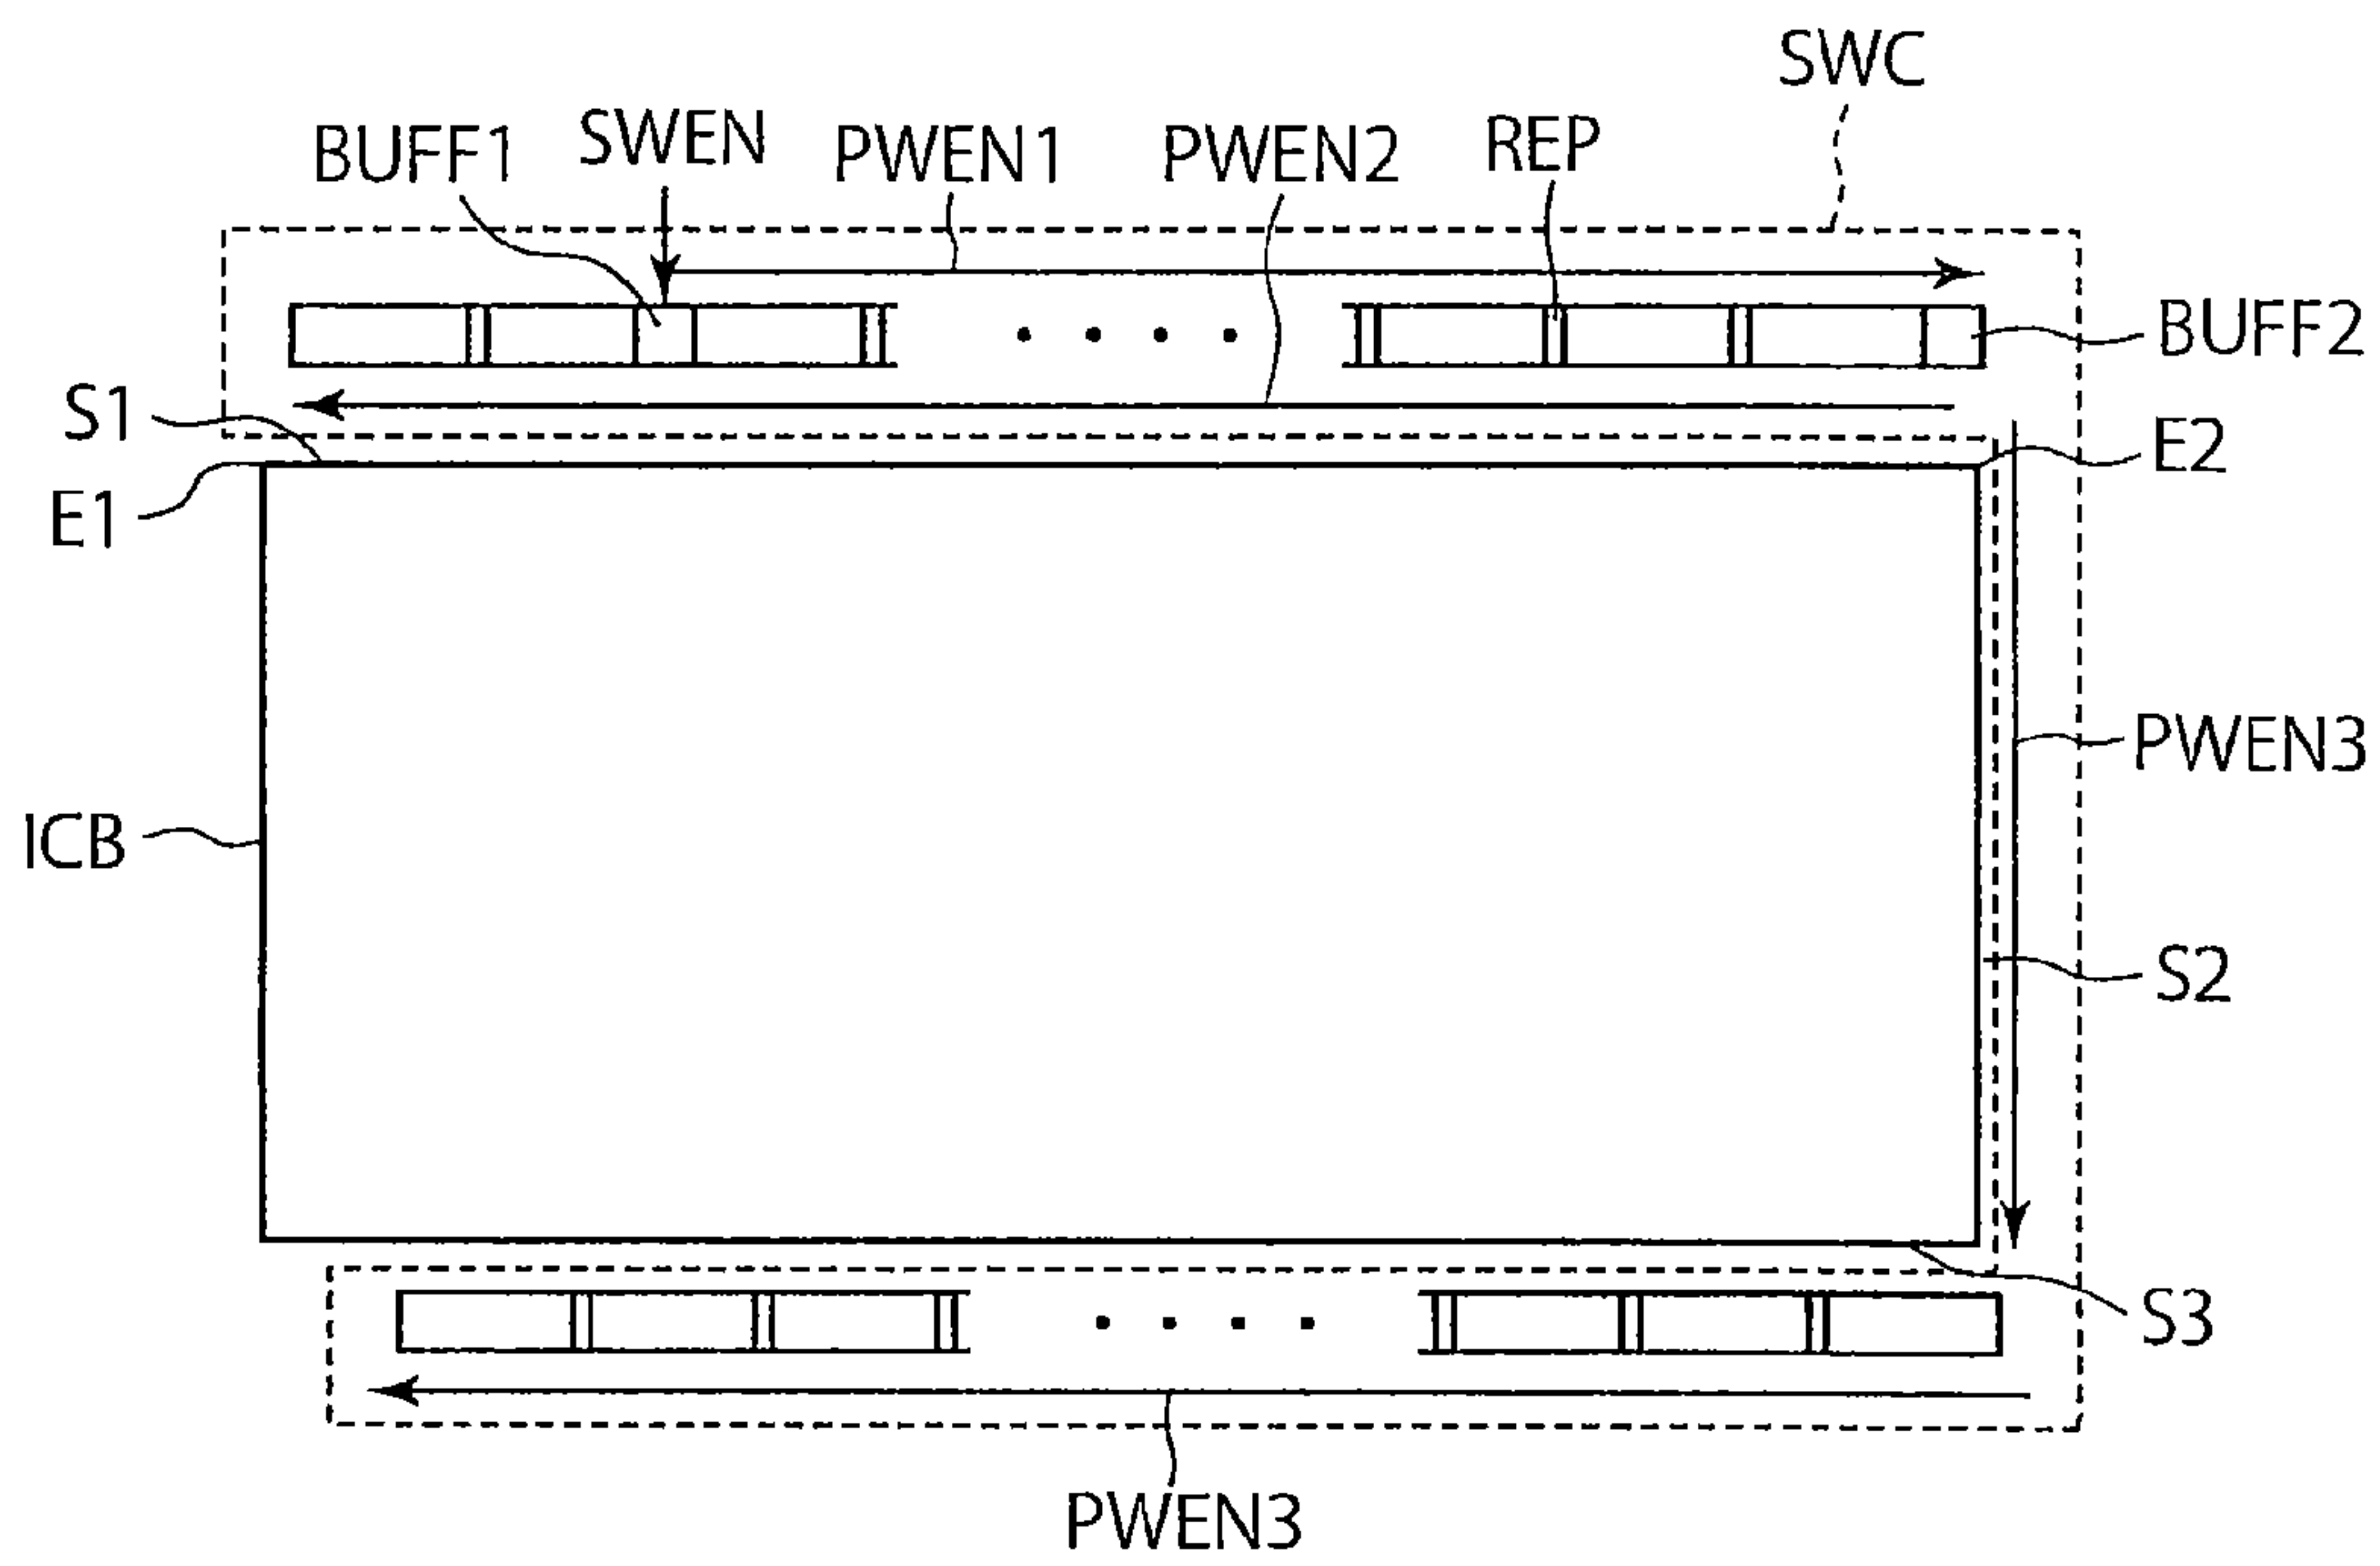 SWC
BUFF1
SWEN
PWEN1
PWEN2
REP
BUFF2
S1
E2
E1
PWEN3
ICB
S2
S3
PWEN3